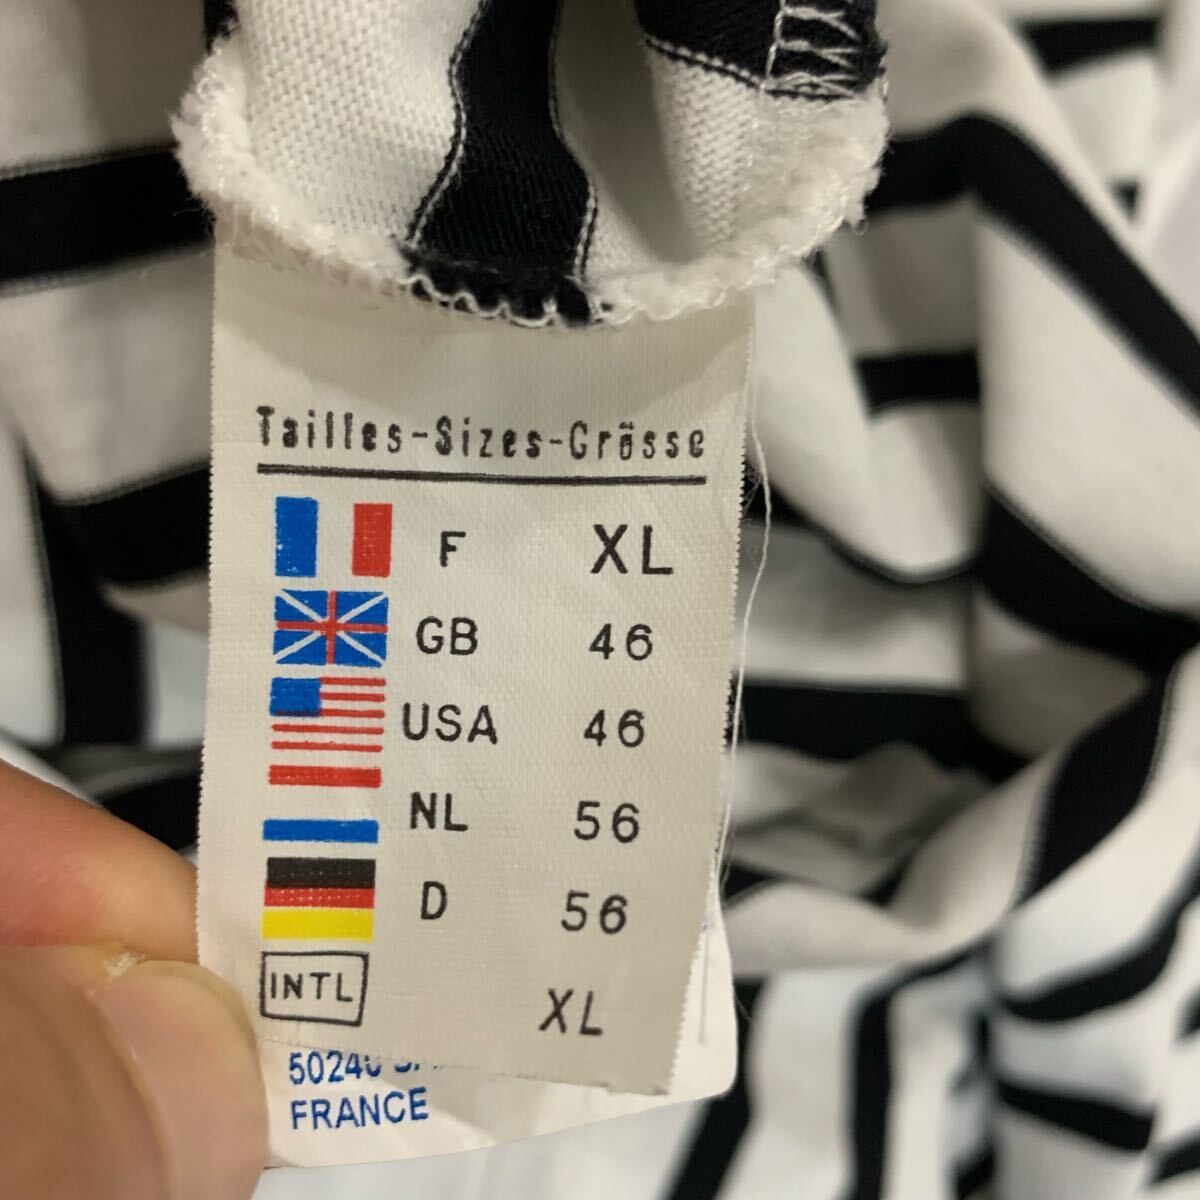 Tailles-Sizes-Grösse
F XL
GB 46
USA 46
NL 56
D 56
INTL XL
FRANCE